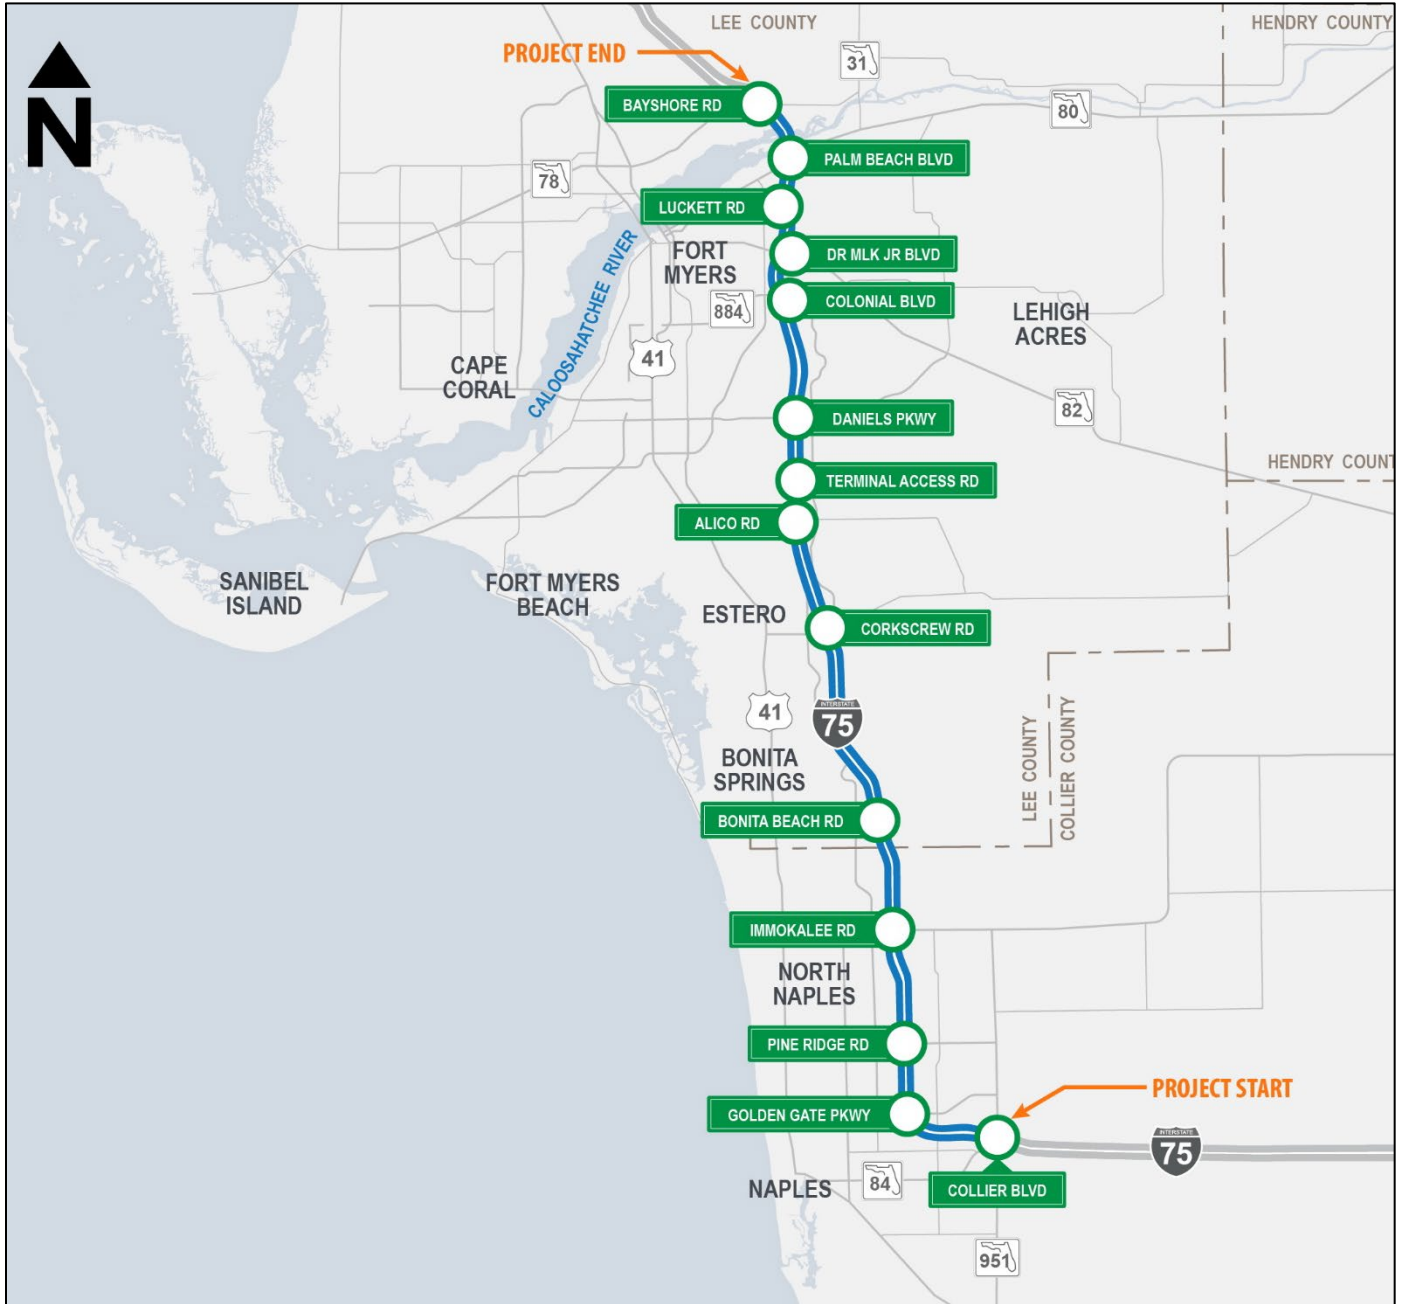 LEE COUNTY
HENDRY COUNTY
PROJECT END
31
BAYSHORE RD
80
PALM BEACH BLVD
78
LUCKETT RD
N
FORT
MYERS
DR MLK JR BLVD
884
COLONIAL BLVD
LEHIGH
ACRES
CALOOSAHATCHEE RIVER
41
CAPE
CORAL
82
DANIELS PKWY
HENDRY COUNT
TERMINAL ACCESS RD
ALICO RD
SANIBEL
ISLAND
FORT MYERS
BEACH
ESTERO
CORKSCREW RD
41
INTERSTATE
75
LEE COUNTY
COLLIER COUNTY
BONITA
SPRINGS
BONITA BEACH RD
IMMOKALEE RD
NORTH
NAPLES
PINE RIDGE RD
PROJECT START
GOLDEN GATE PKWY
INTERSTATE
75
NAPLES
84
COLLIER BLVD
951